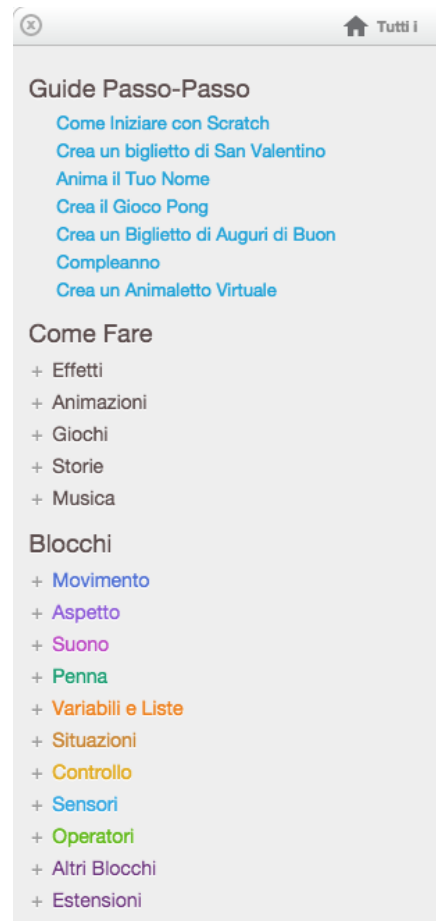 Tutti i
Guide Passo-Passo
Come Iniziare con Scratch
Crea un biglietto di San Valentino
Anima il Tuo Nome
Crea il Gioco Pong
Crea un Biglietto di Auguri di Buon
Compleanno
Crea un Animaletto Virtuale
Come Fare
+ Effetti
+ Animazioni
+ Giochi
+ Storie
+ Musica
Blocchi
+ Movimento
+ Aspetto
+ Suono
+ Penna
+ Variabili e Liste
+ Situazioni
+ Controllo
+ Sensori
+ Operatori
+ Altri Blocchi
+ Estensioni